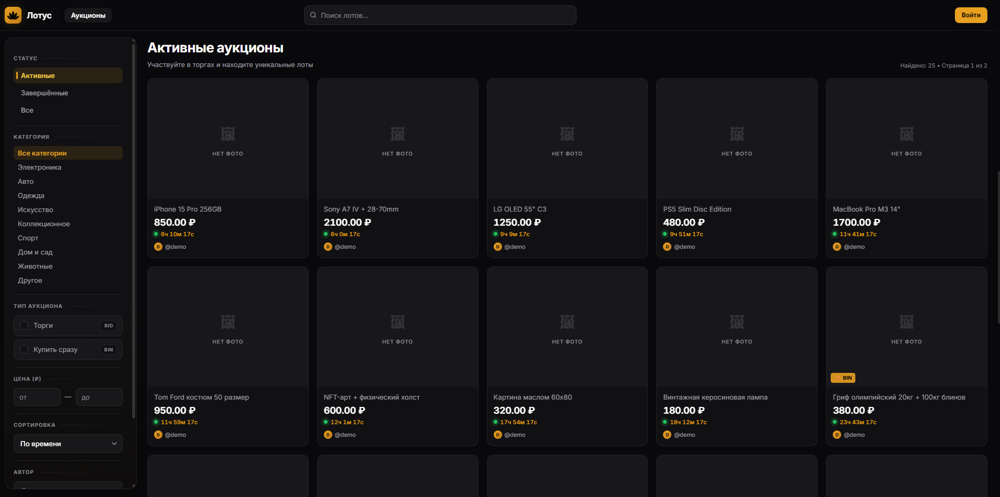 Лотус
Аукционы
Поиск лотов...
Войти
СТАТУС
Активные
Завершённые
Все
КАТЕГОРИЯ
Все категории
Электроника
Авто
Одежда
Искусство
Коллекционное
Спорт
Дом и сад
Животные
Другое
ТИП АУКЦИОНА
Торги BID
Купить сразу BIN
ЦЕНА (₽)
от — до
СОРТИРОВКА
По времени
АВТОР
Активные аукционы
Участвуйте в торгах и находите уникальные лоты
Найдено: 25 • Страница 1 из 2
НЕТ ФОТО
iPhone 15 Pro 256GB
850.00 ₽
6ч 10м 17с
D @demo
НЕТ ФОТО
Sony A7 IV + 28-70mm
2100.00 ₽
8ч 0м 17с
D @demo
НЕТ ФОТО
LG OLED 55" C3
1250.00 ₽
9ч 9м 17с
D @demo
НЕТ ФОТО
PS5 Slim Disc Edition
480.00 ₽
9ч 51м 17с
D @demo
НЕТ ФОТО
MacBook Pro M3 14"
1700.00 ₽
11ч 41м 17с
D @demo
НЕТ ФОТО
Tom Ford костюм 50 размер
950.00 ₽
11ч 59м 17с
D @demo
НЕТ ФОТО
NFT-арт + физический холст
600.00 ₽
12ч 1м 17с
D @demo
НЕТ ФОТО
Картина маслом 60x80
320.00 ₽
17ч 54м 17с
D @demo
НЕТ ФОТО
Винтажная керосиновая лампа
180.00 ₽
18ч 12м 17с
D @demo
НЕТ ФОТО
BIN
Гриф олимпийский 20кг + 100кг блинов
380.00 ₽
23ч 43м 17с
D @demo